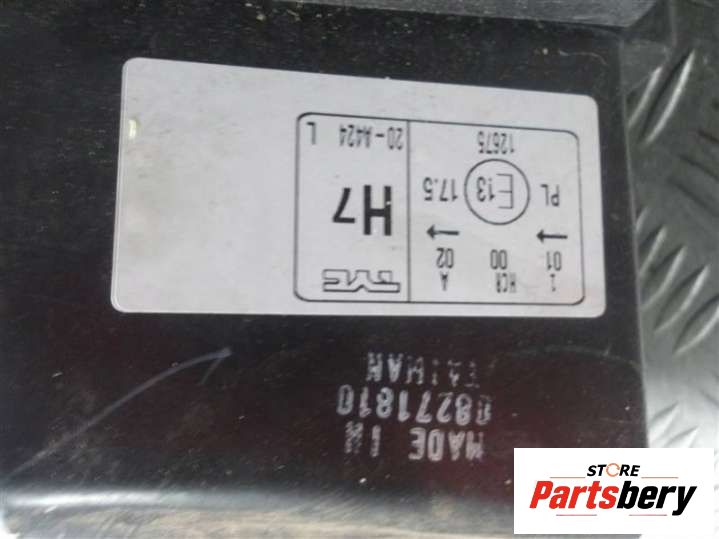 MADE IN
08271810
TAIWAN
1 HCR A
01 00 02
PL E13 17.5
12675
TYC
H7
20-A424 L
STORE
Partsbery